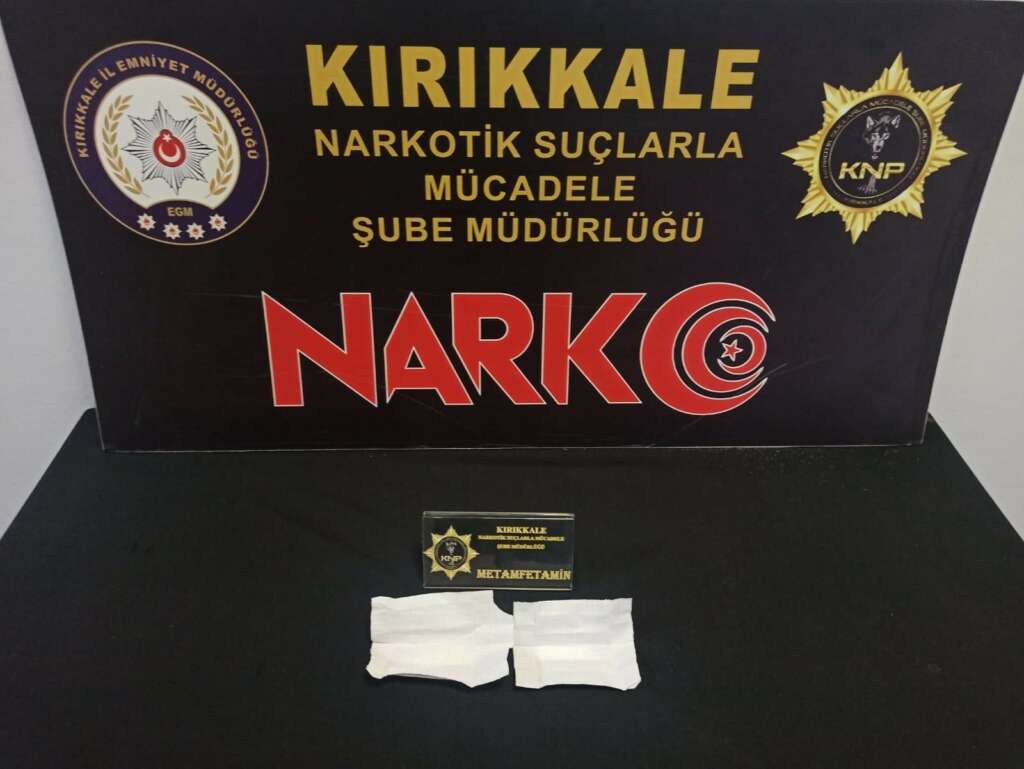 KIRIKKALE İL EMNİYET MÜDÜRLÜĞÜ
EGM
KIRIKKALE
NARKOTİK SUÇLARLA
MÜCADELE
ŞUBE MÜDÜRLÜĞÜ
KNP
NARKO
KIRIKKALE
NARKOTİK SUÇLARLA MÜCADELE
ŞUBE MÜDÜRLÜĞÜ
KNP
METAMFETAMİN